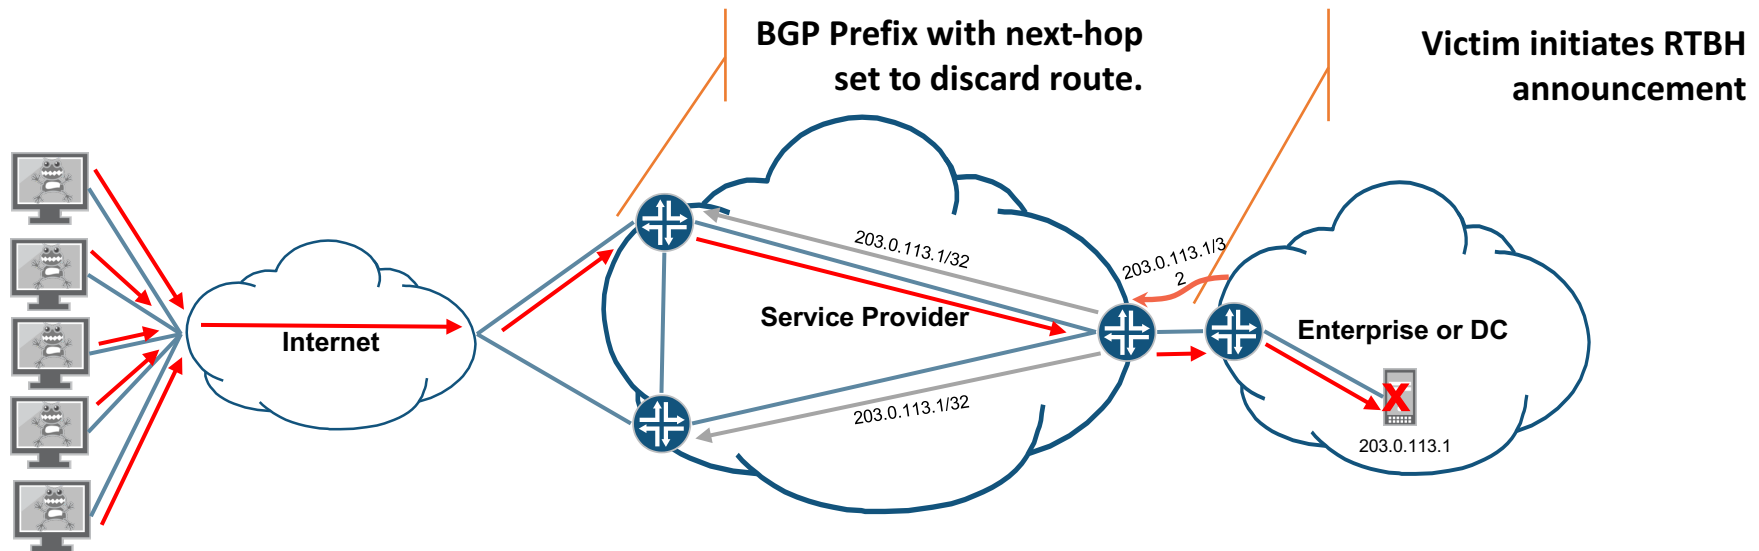 BGP Prefix with next-hop
set to discard route.
Victim initiates RTBH
announcement
203.0.113.1/32
203.0.113.1/3
2
Service Provider
Internet
Enterprise or DC
203.0.113.1/32
X
203.0.113.1